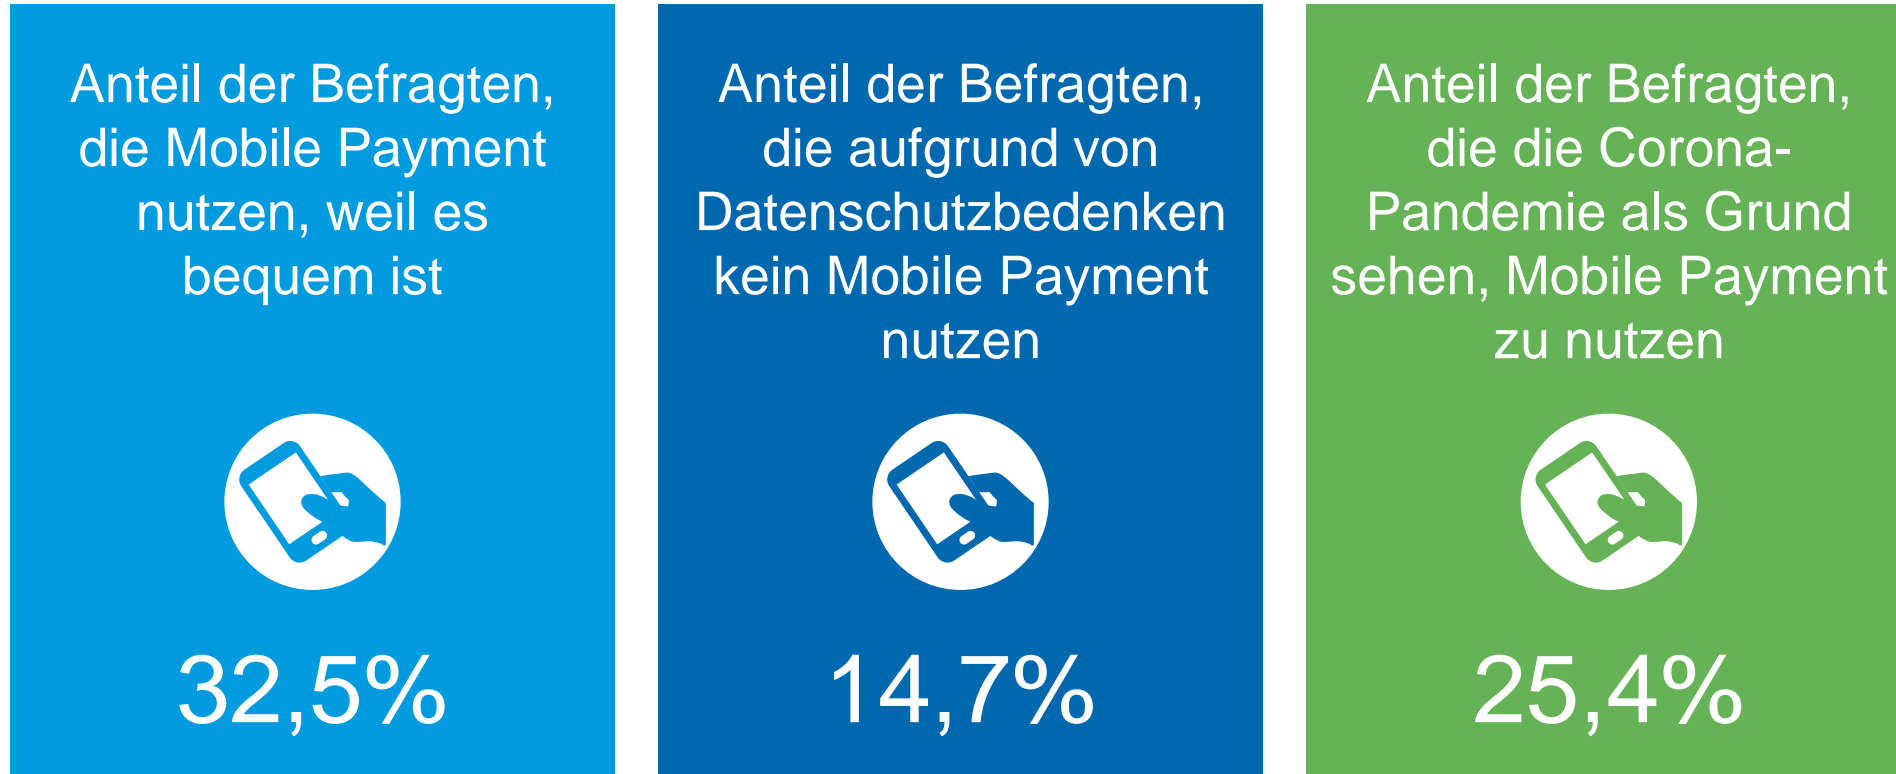 Anteil der Befragten,
die Mobile Payment
nutzen, weil es
bequem ist
32,5%
Anteil der Befragten,
die aufgrund von
Datenschutzbedenken
kein Mobile Payment
nutzen
14,7%
Anteil der Befragten,
die die Corona-
Pandemie als Grund
sehen, Mobile Payment
zu nutzen
25,4%